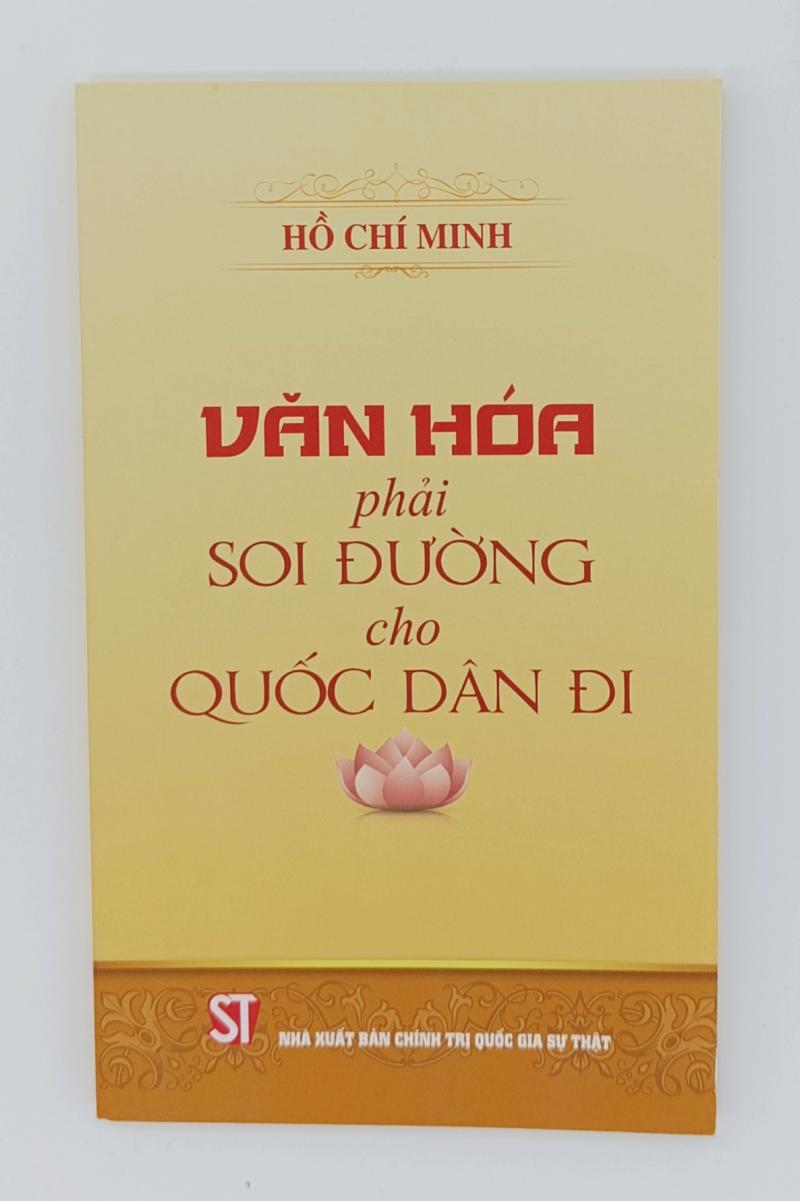 HỒ CHÍ MINH
VĂN HÓA
phải
SOI ĐƯỜNG
cho
QUỐC DÂN ĐI
ST
NHÀ XUẤT BẢN CHÍNH TRỊ QUỐC GIA SỰ THẬT